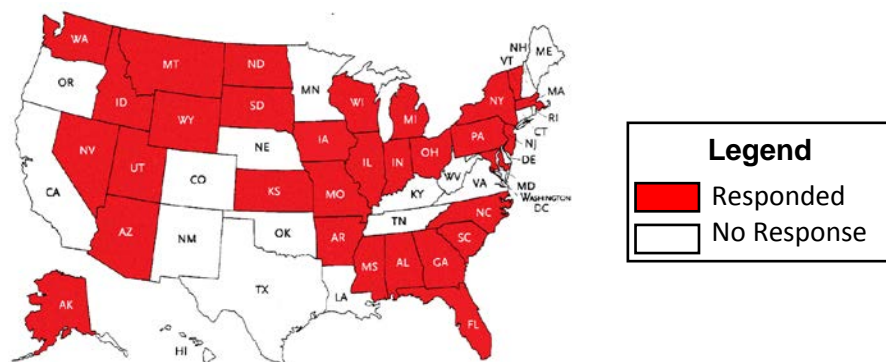 WA
MT
ND
MN
OR
ID
SD
WI
MI
NY
VT
NH
ME
MA
RI
CT
NJ
DE
MD
WASHINGTON
DC
WY
NE
IA
IL
IN
OH
PA
NV
UT
CO
KS
MO
KY
WV
VA
CA
AZ
NM
OK
AR
TN
NC
SC
MS
AL
GA
TX
LA
FL
AK
HI
Legend
Responded
No Response